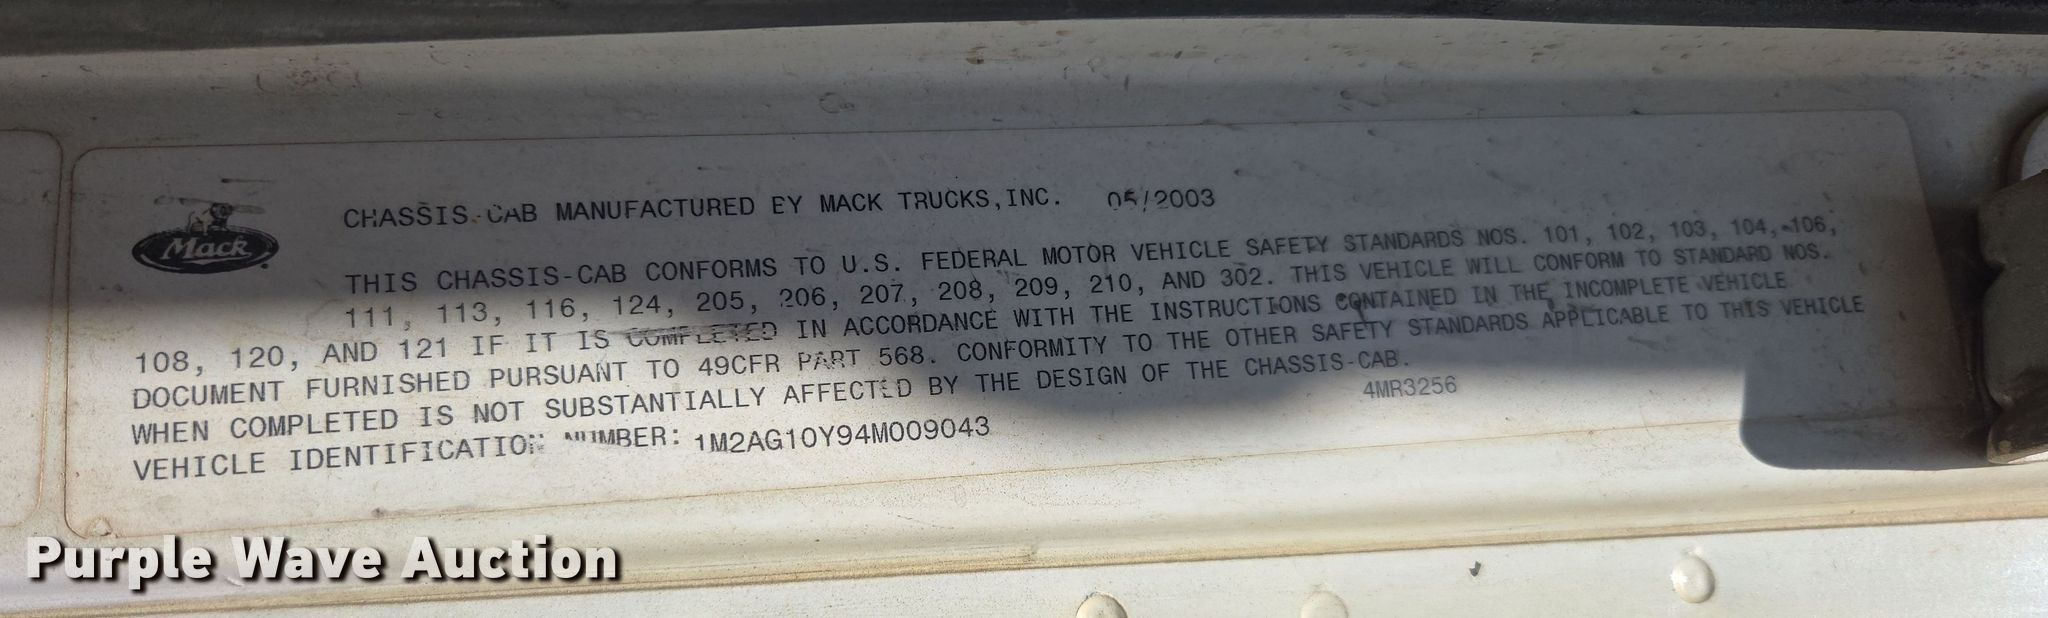 Mack
CHASSIS-CAB MANUFACTURED BY MACK TRUCKS,INC. 05/2003
THIS CHASSIS-CAB CONFORMS TO U.S. FEDERAL MOTOR VEHICLE SAFETY STANDARDS NOS. 101, 102, 103, 104, 106,
111, 113, 116, 124, 205, 206, 207, 208, 209, 210, AND 302. THIS VEHICLE WILL CONFORM TO STANDARD NOS.
108, 120, AND 121 IF IT IS COMPLETED IN ACCORDANCE WITH THE INSTRUCTIONS CONTAINED IN THE INCOMPLETE VEHICLE
DOCUMENT FURNISHED PURSUANT TO 49CFR PART 568. CONFORMITY TO THE OTHER SAFETY STANDARDS APPLICABLE TO THIS VEHICLE
WHEN COMPLETED IS NOT SUBSTANTIALLY AFFECTED BY THE DESIGN OF THE CHASSIS-CAB.
VEHICLE IDENTIFICATION NUMBER: 1M2AG10Y94M009043 4MR3256
Purple Wave Auction